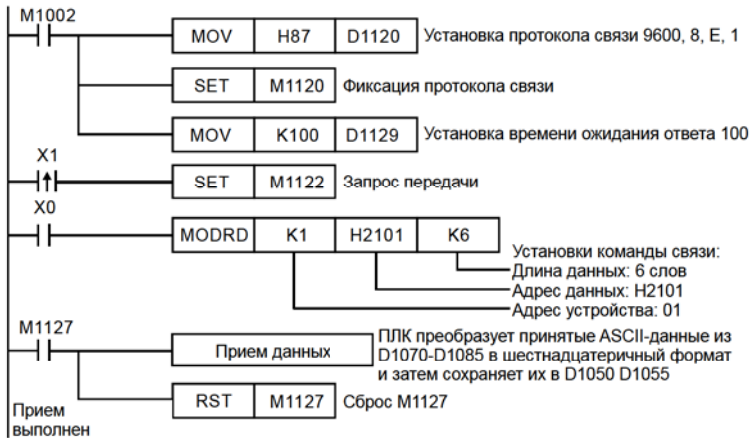 M1002
MOV H87 D1120 Установка протокола связи 9600, 8, E, 1
SET M1120 Фиксация протокола связи
MOV K100 D1129 Установка времени ожидания ответа 100
X1
SET M1122 Запрос передачи
X0
MODRD K1 H2101 K6
Установки команды связи:
Длина данных: 6 слов
Адрес данных: H2101
Адрес устройства: 01
M1127
Прием данных
ПЛК преобразует принятые ASCII-данные из
D1070-D1085 в шестнадцатеричный формат
и затем сохраняет их в D1050 D1055
RST M1127 Сброс M1127
Прием
выполнен